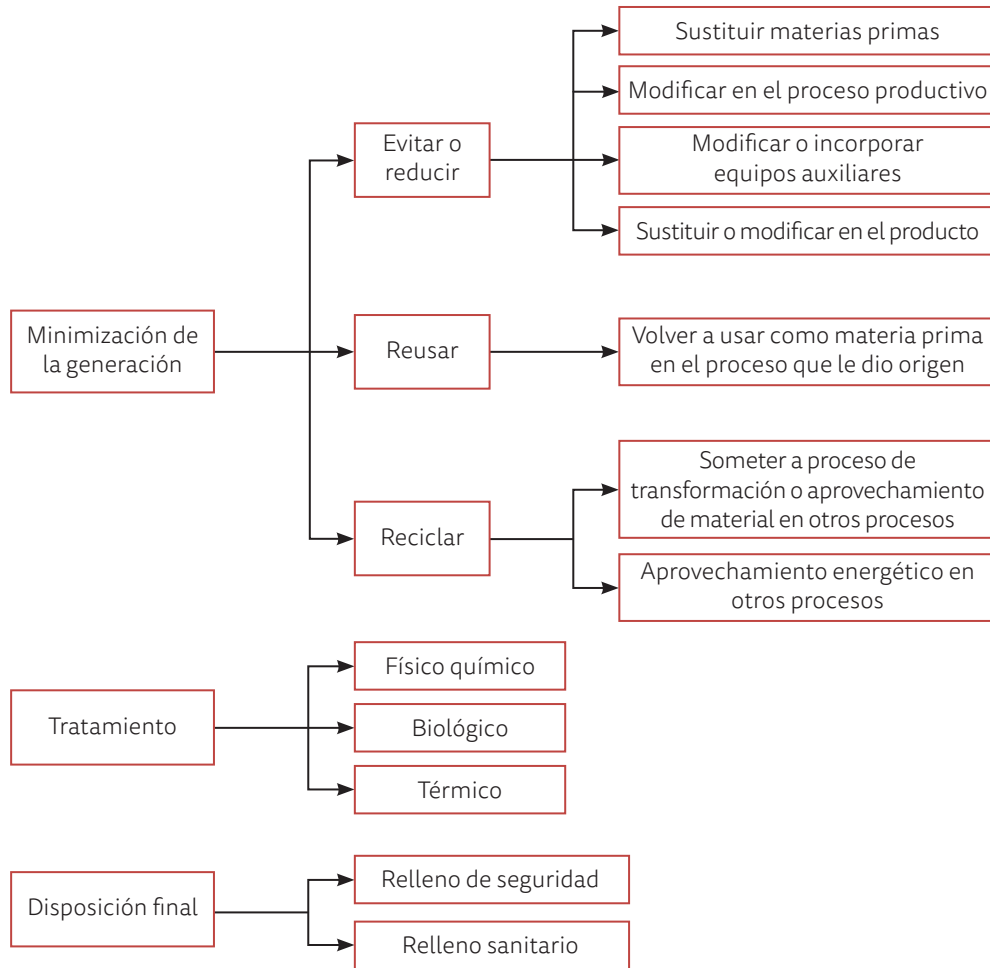 Sustituir materias primas
Modificar en el proceso productivo
Evitar o
reducir
Modificar o incorporar
equipos auxiliares
Sustituir o modificar en el producto
Minimización de
la generación
Reusar
Volver a usar como materia prima
en el proceso que le dio origen
Someter a proceso de
transformación o aprovechamiento
de material en otros procesos
Reciclar
Aprovechamiento energético en
otros procesos
Tratamiento
Físico químico
Biológico
Térmico
Disposición final
Relleno de seguridad
Relleno sanitario